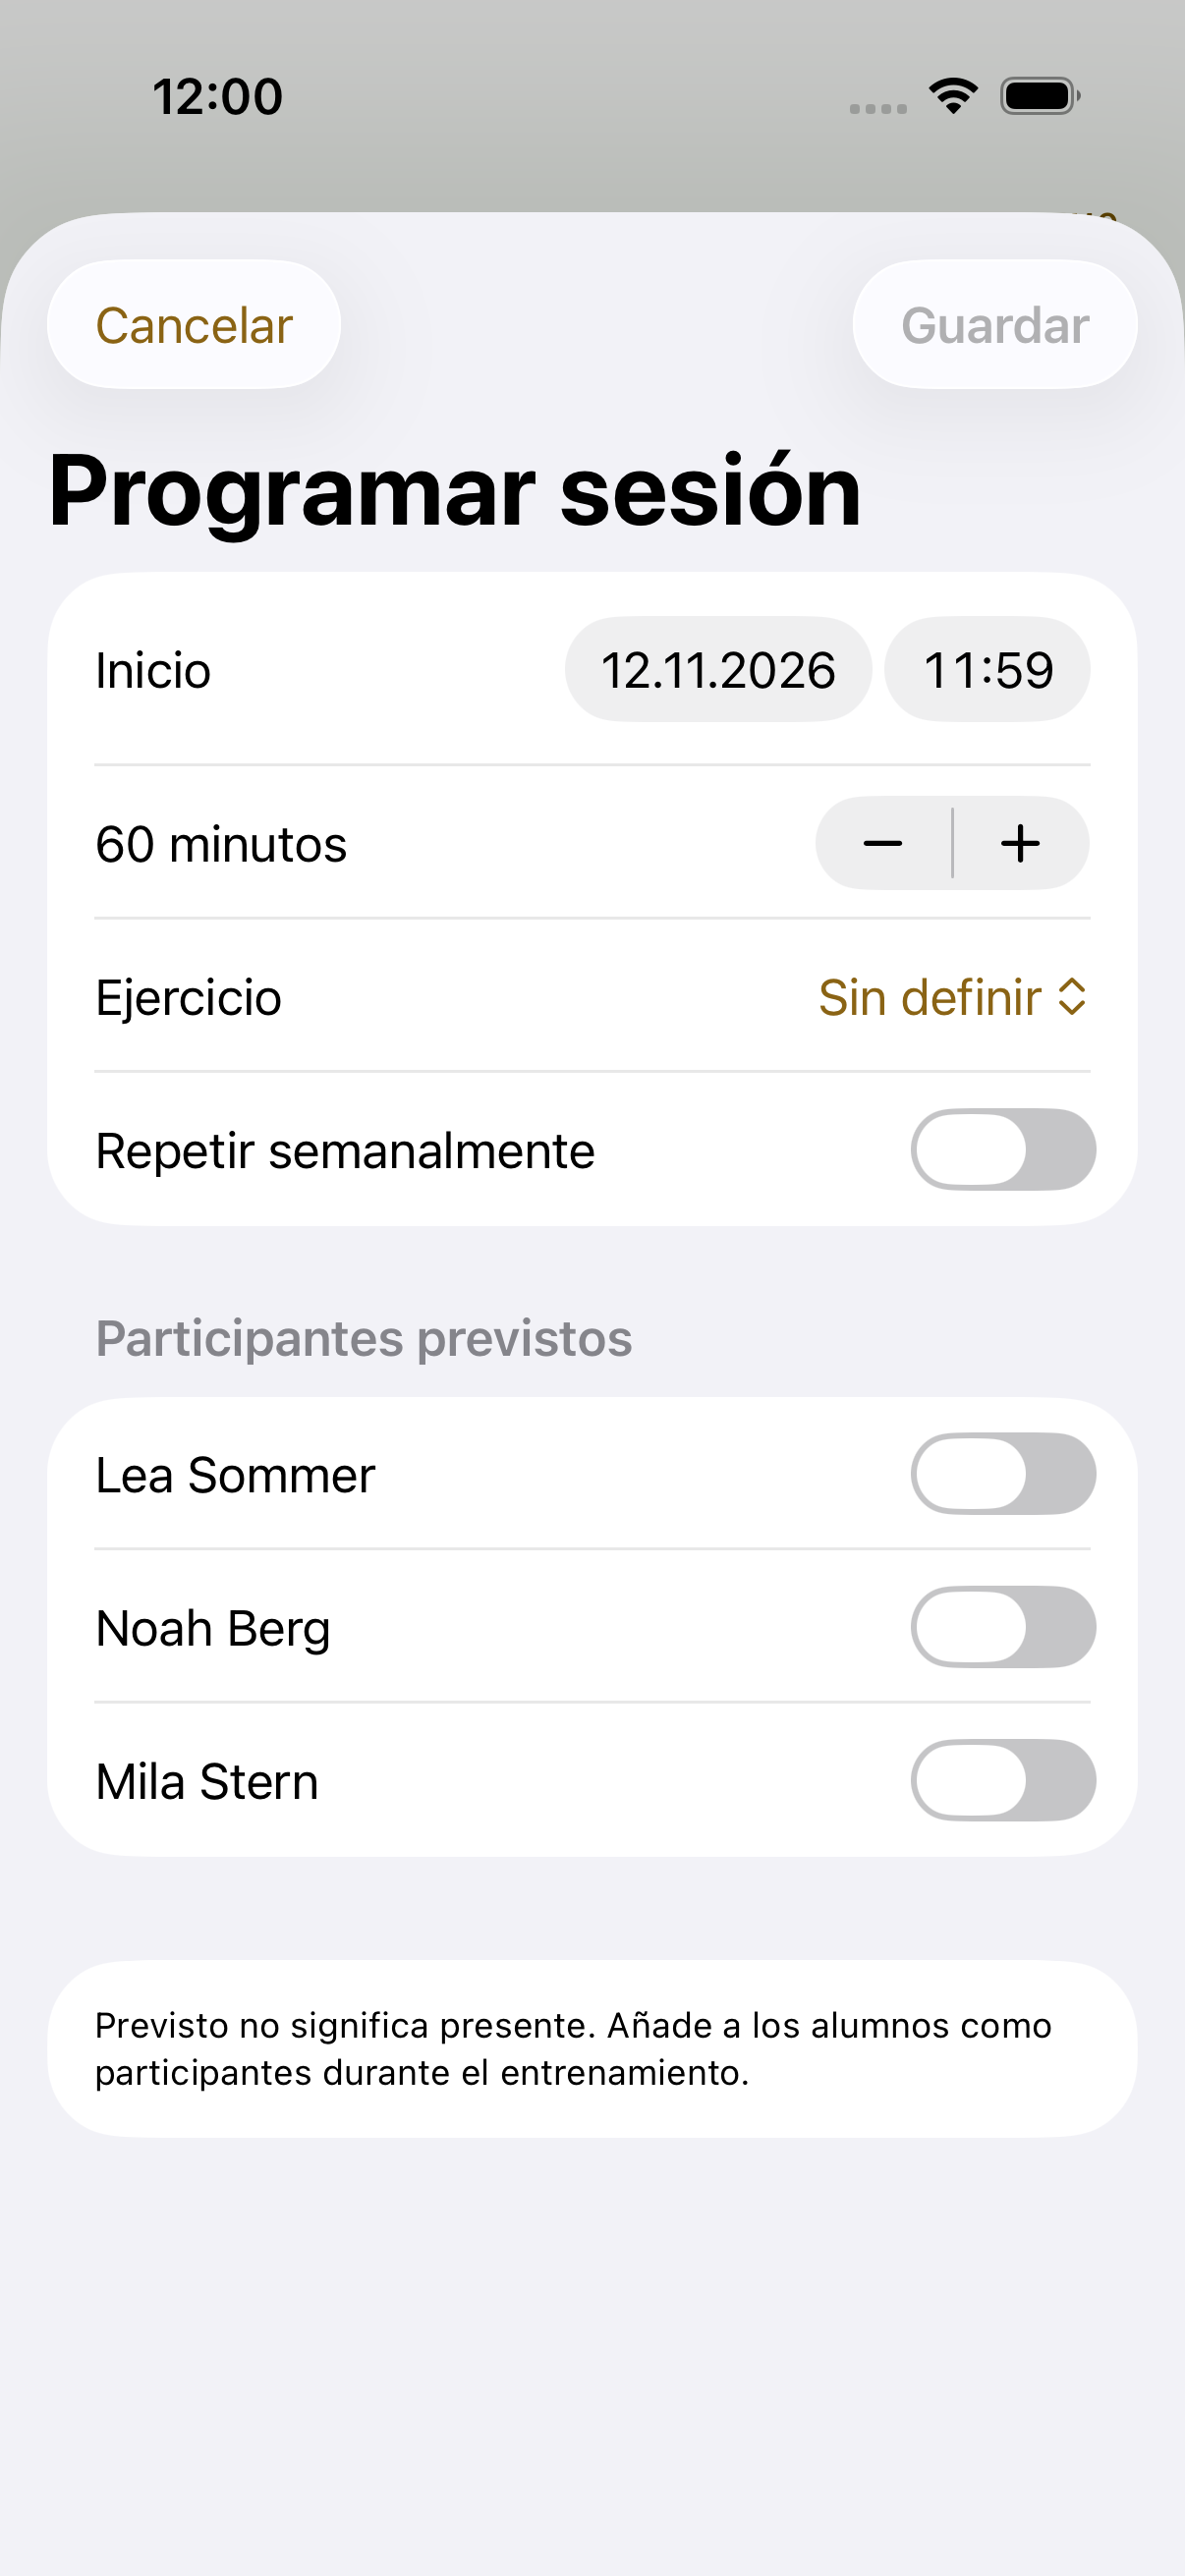 12:00
Cancelar
Guardar
Programar sesión
Inicio
12.11.2026
11:59
60 minutos
Ejercicio
Sin definir
Repetir semanalmente
Participantes previstos
Lea Sommer
Noah Berg
Mila Stern
Previsto no significa presente. Añade a los alumnos como
participantes durante el entrenamiento.